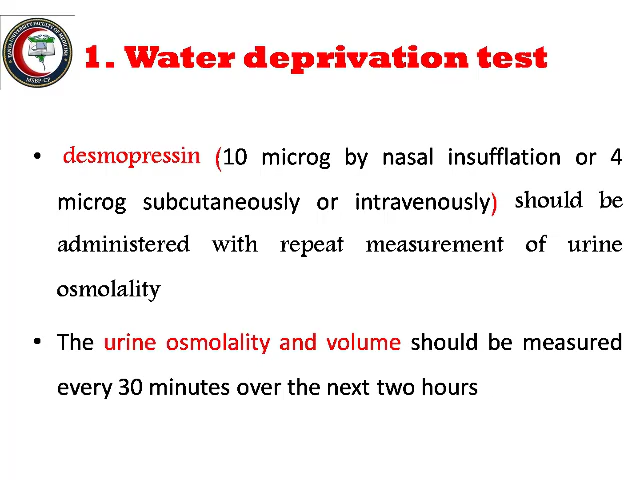 1. Water deprivation test
• desmopressin (10 microg by nasal insufflation or 4
microg subcutaneously or intravenously) should be
administered with repeat measurement of urine
osmolality
• The urine osmolality and volume should be measured
every 30 minutes over the next two hours